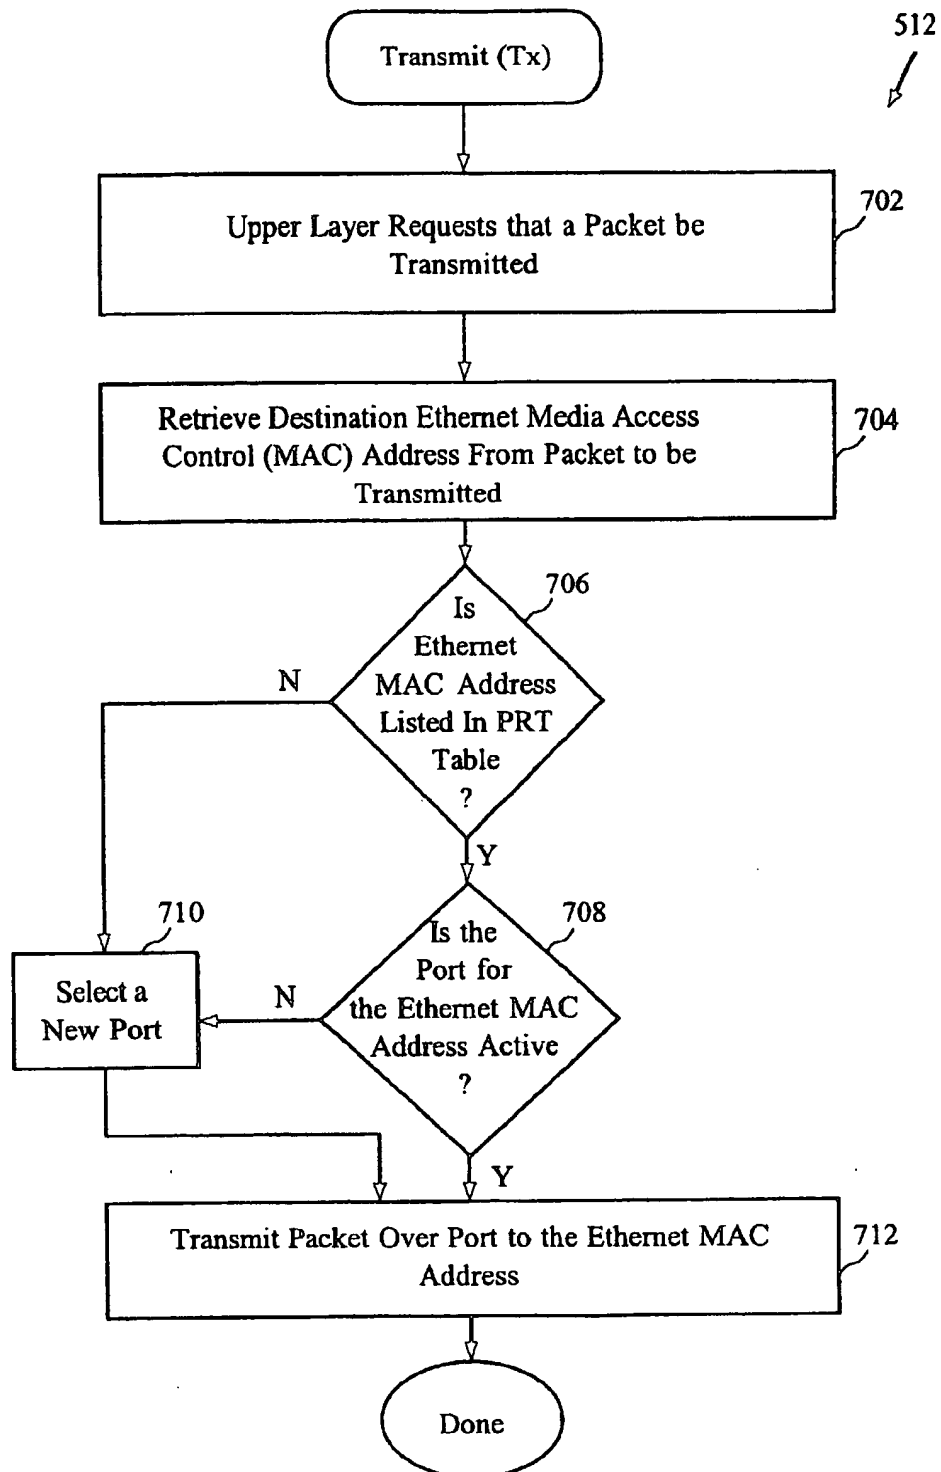 512
Transmit (Tx)
702
Upper Layer Requests that a Packet be
Transmitted
704
Retrieve Destination Ethernet Media Access
Control (MAC) Address From Packet to be
Transmitted
706
Is
Ethernet
MAC Address
Listed In PRT
Table
?
N
Y
710
708
Is the
Port for
the Ethernet MAC
Address Active
?
Select a
New Port
N
Y
712
Transmit Packet Over Port to the Ethernet MAC
Address
Done